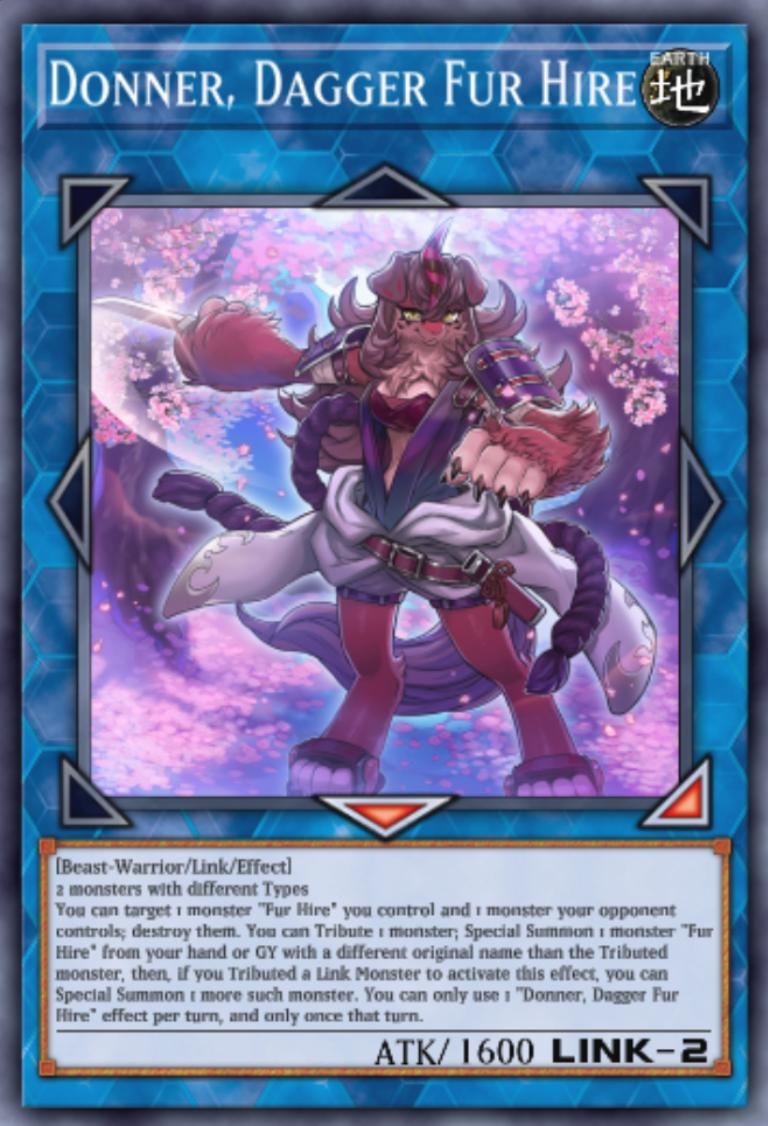 DONNER, DAGGER FUR HIRE
EARTH
地
[Beast-Warrior/Link/Effect]
2 monsters with different Types
You can target 1 monster "Fur Hire" you control and 1 monster your opponent
controls; destroy them. You can Tribute 1 monster; Special Summon 1 monster "Fur
Hire" from your hand or GY with a different original name than the Tributed
monster, then, if you Tributed a Link Monster to activate this effect, you can
Special Summon 1 more such monster. You can only use 1 "Donner, Dagger Fur
Hire" effect per turn, and only once that turn.
ATK/ 1600 LINK-2